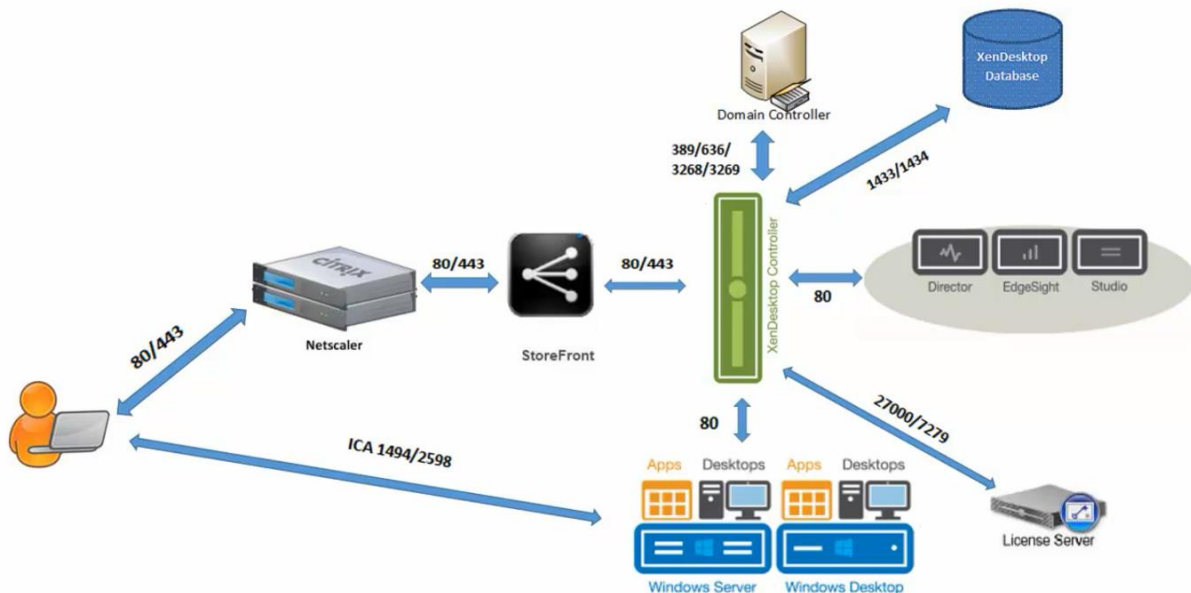 XenDesktop
Database
Domain Controller
389/636/
3268/3269
1433/1434
CITRIX
80/443
80/443
XenDesktop Controller
80
Director
EdgeSight
Studio
Netscaler
StoreFront
80/443
27000/7279
80
ICA 1494/2598
Apps
Desktops
Apps
Desktops
Windows Server
Windows Desktop
License Server